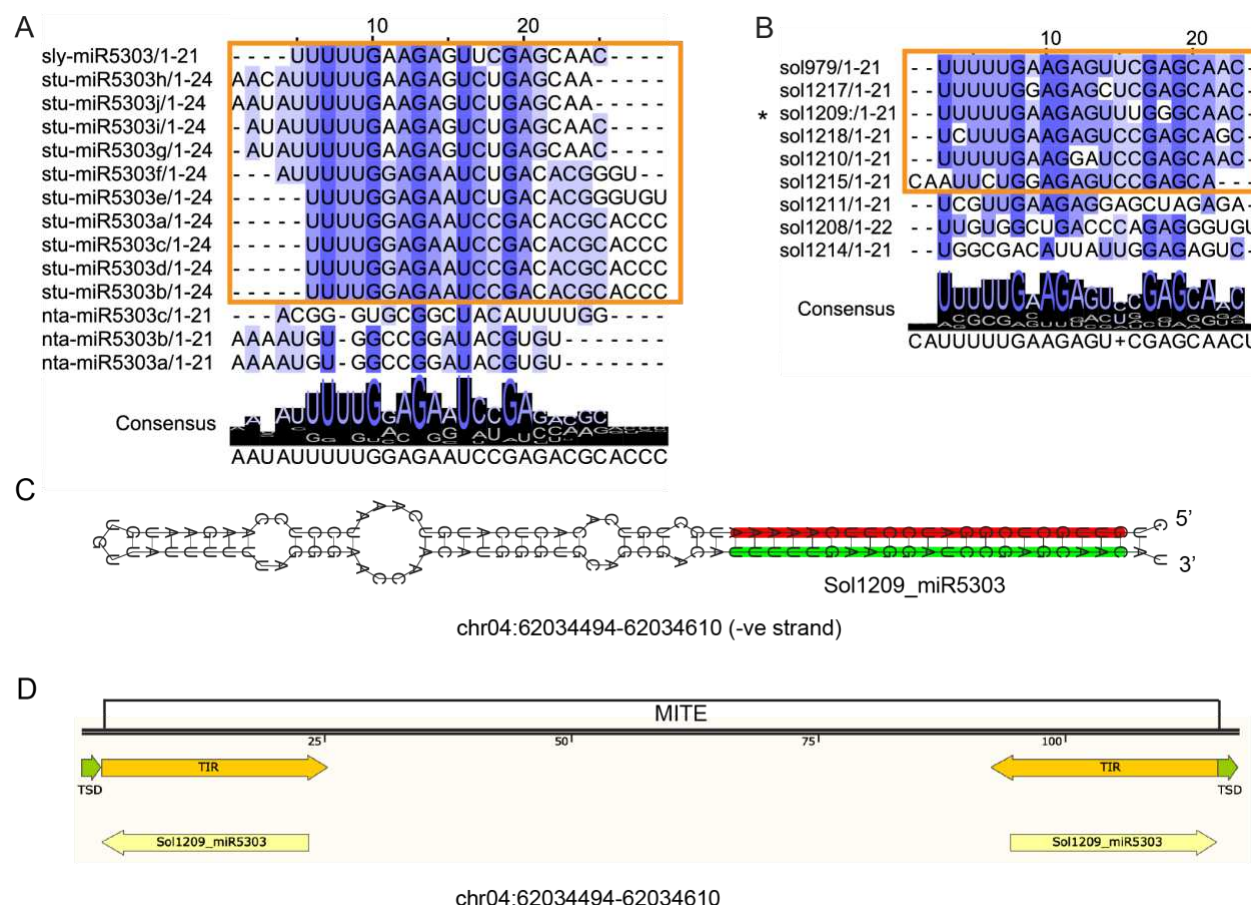 A
10 20
sly-miR5303/1-21 - - - - - UUUUUGAAGAGUUCGAGCAAC - - - -
stu-miR5303h/1-24 AACAUUUUUGAAGAGUCUGAGCAA - - - - -
stu-miR5303j/1-24 AAUAUUUUUGAAGAGUCUGAGCAA - - - - -
stu-miR5303i/1-24 - AUAUUUUUGAAGAGUCUGAGCAAC - - - -
stu-miR5303g/1-24 - AUAUUUUUGAAGAGUCUGAGCAAC - - - -
stu-miR5303f/1-24 - - - AUUUUUGGAGAAUCUGACACGGGU - -
stu-miR5303e/1-24 - - - - - UUUUGGAGAAUCUGACACGGGUGU
stu-miR5303a/1-24 - - - - - UUUUGGAGAAUCCGACACGCACCC
stu-miR5303c/1-24 - - - - - UUUUGGAGAAUCCGACACGCACCC
stu-miR5303d/1-24 - - - - - UUUUGGAGAAUCCGACACGCACCC
stu-miR5303b/1-24 - - - - - UUUUGGAGAAUCCGACACGCACCC
nta-miR5303c/1-21 - - - ACGG - GUGCGGCUACAUUUUGG - - - -
nta-miR5303b/1-21 AAAAUGU - GGCCGGAUACGUGU - - - - - - -
nta-miR5303a/1-21 AAAAUGU - GGCCGGAUACGUGU - - - - - - -
Consensus
AAUAUUUUUGGAGAAUCCGAGACGCACCC
B
10 20
sol979/1-21 - - UUUUUGAAGAGUUCGAGCAAC
sol1217/1-21 - - UUUUUGGAGAGCUCGAGCAAC
* sol1209:/1-21 - - UUUUUGAAGAGUUUGGGCAAC
sol1218/1-21 - - UCUUUGAAGAGUCCGAGCAGC
sol1210/1-21 - - UUUUUGAAGGAUCCGAGCAAC
sol1215/1-21 CAAUUCUGGAGAGUCCGAGCA - - -
sol1211/1-21 - - UCGUUGAAGAGGAGCUAGAGA -
sol1208/1-22 - - UUGUGGCUGACCCAGAGGGUGU
sol1214/1-21 - - UGGCGACAUUAUUGGAGAGUC -
Consensus
CAUUUUUGAAGAGU+CGAGCAACU
C
5'
3'
Sol1209_miR5303
chr04:62034494-62034610 (-ve strand)
D
MITE
25 50 75 100
TIR TIR
TSD TSD
Sol1209_miR5303 Sol1209_miR5303
chr04:62034494-62034610